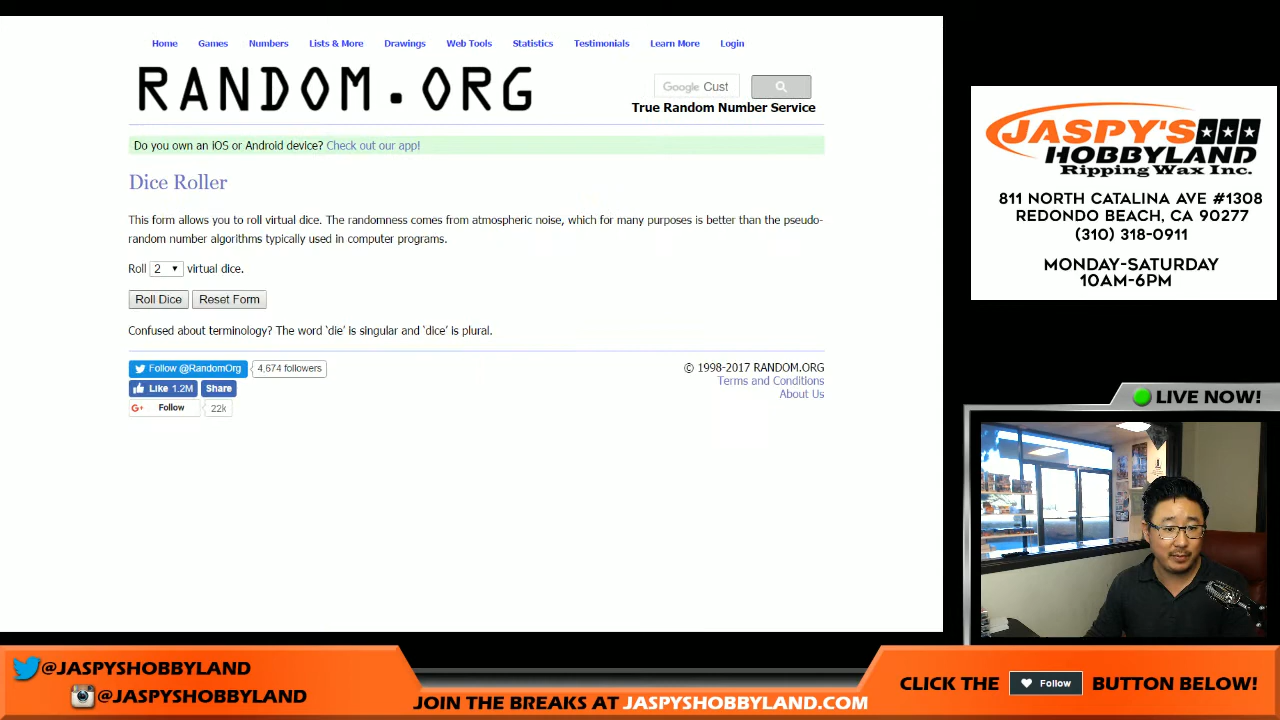 Home Games Numbers Lists & More Drawings Web Tools Statistics Testimonials Learn More Login
RANDOM.ORG
Google Cust
True Random Number Service
Do you own an iOS or Android device? Check out our app!
Dice Roller
This form allows you to roll virtual dice. The randomness comes from atmospheric noise, which for many purposes is better than the pseudo-
random number algorithms typically used in computer programs.
Roll 2 virtual dice.
Roll Dice Reset Form
Confused about terminology? The word ‘die’ is singular and ‘dice’ is plural.
Follow @RandomOrg 4,674 followers
Like 1.2M Share
Follow 22k
© 1998-2017 RANDOM.ORG
Terms and Conditions
About Us
JASPY'S
HOBBYLAND
Ripping Wax Inc.
811 NORTH CATALINA AVE #1308
REDONDO BEACH, CA 90277
(310) 318-0911
MONDAY-SATURDAY
10AM-6PM
LIVE NOW!
@JASPYSHOBBYLAND
@JASPYSHOBBYLAND
JOIN THE BREAKS AT JASPYSHOBBYLAND.COM
CLICK THE Follow BUTTON BELOW!